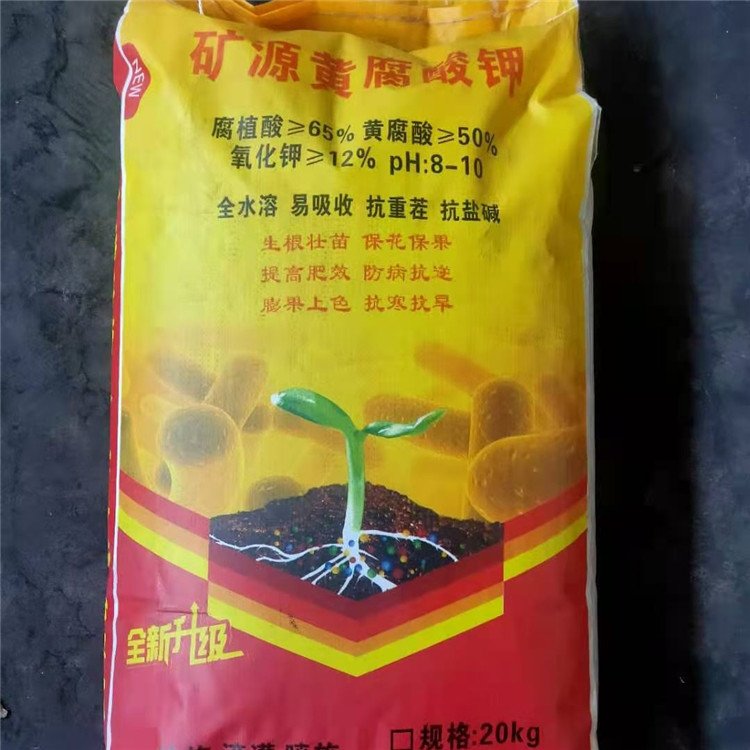 NEW
矿源黄腐酸钾
腐植酸≥65% 黄腐酸≥50%
氧化钾≥12% pH:8-10
全水溶 易吸收 抗重茬 抗盐碱
生根壮苗 保花保果
提高肥效 防病抗逆
膨果上色 抗寒抗旱
全新升级
规格:20kg